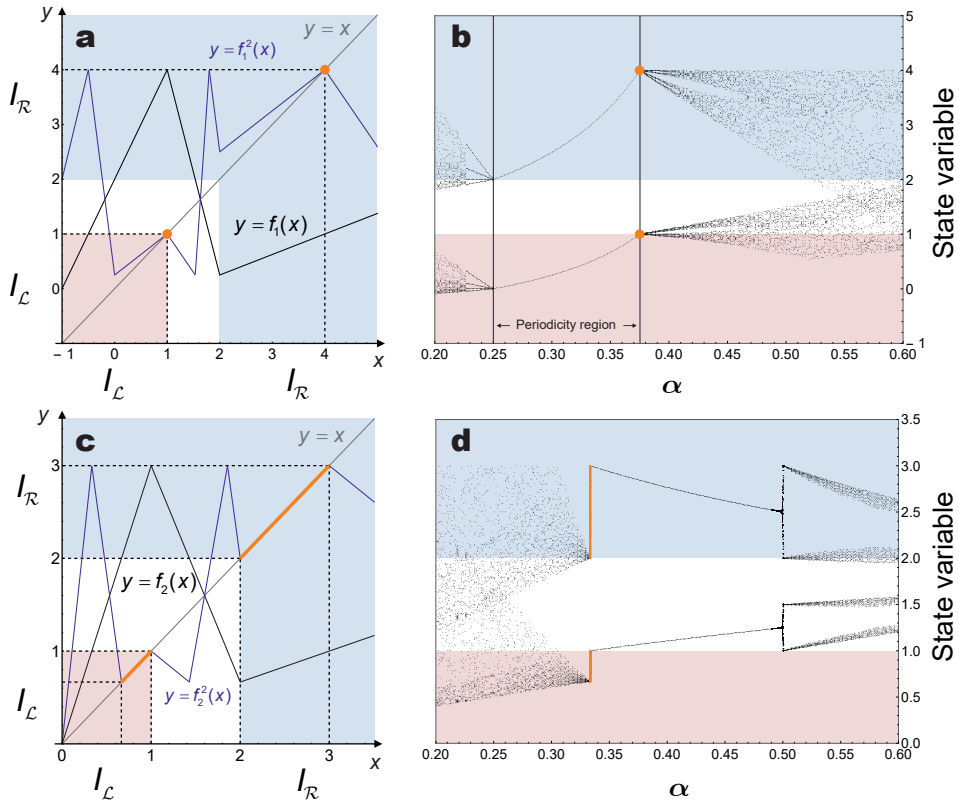 a
y
y = f₁²(x)
y = x
5
4
3
2
1
0
I_R
I_L
y = f₁(x)
−1 0 1 2 3 4 x
I_L I_R
b
5
4
3
2
1
0
−1
State variable
Periodicity region
0.20 0.25 0.30 0.35 0.40 0.45 0.50 0.55 0.60
α
c
y
y = x
3
2
1
0
I_R
I_L
y = f₂(x)
y = f₂²(x)
0 1 2 3 x
I_L I_R
d
3.5
3.0
2.5
2.0
1.5
1.0
0.5
0.0
State variable
0.20 0.25 0.30 0.35 0.40 0.45 0.50 0.55 0.60
α